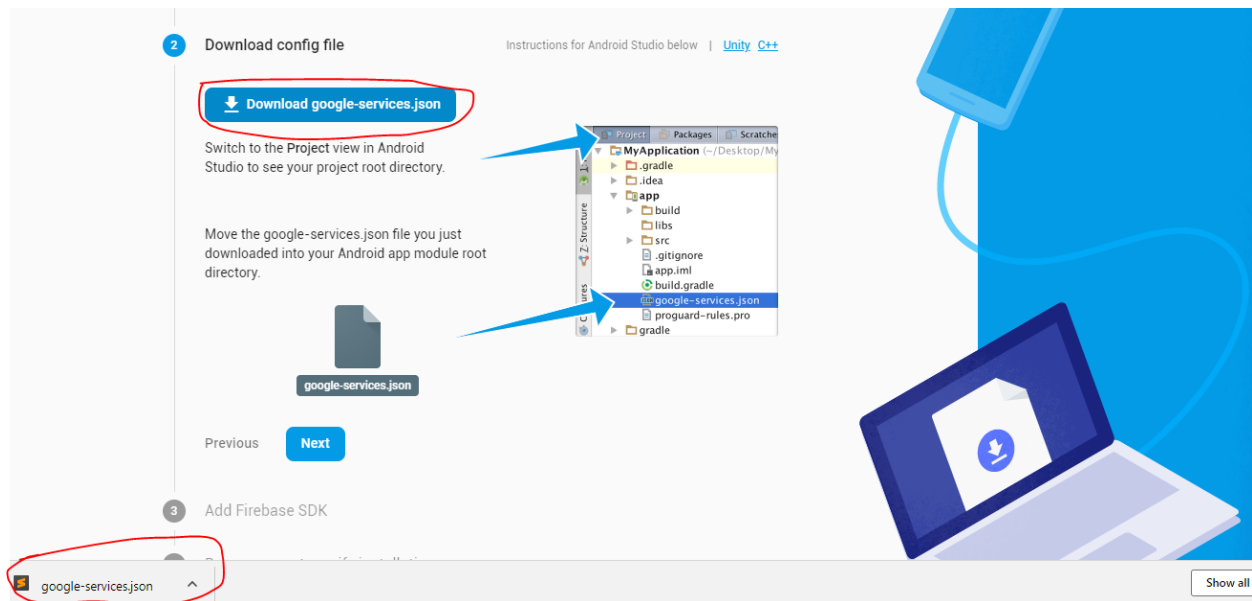 2 Download config file
Instructions for Android Studio below | Unity C++
Download google-services.json
Switch to the Project view in Android
Studio to see your project root directory.
Move the google-services.json file you just
downloaded into your Android app module root
directory.
google-services.json
Project Packages Scratche
MyApplication (~/Desktop/My
.gradle
.idea
app
build
libs
src
.gitignore
app.iml
build.gradle
google-services.json
proguard-rules.pro
gradle
Z: Structure
Previous Next
3 Add Firebase SDK
google-services.json
Show all